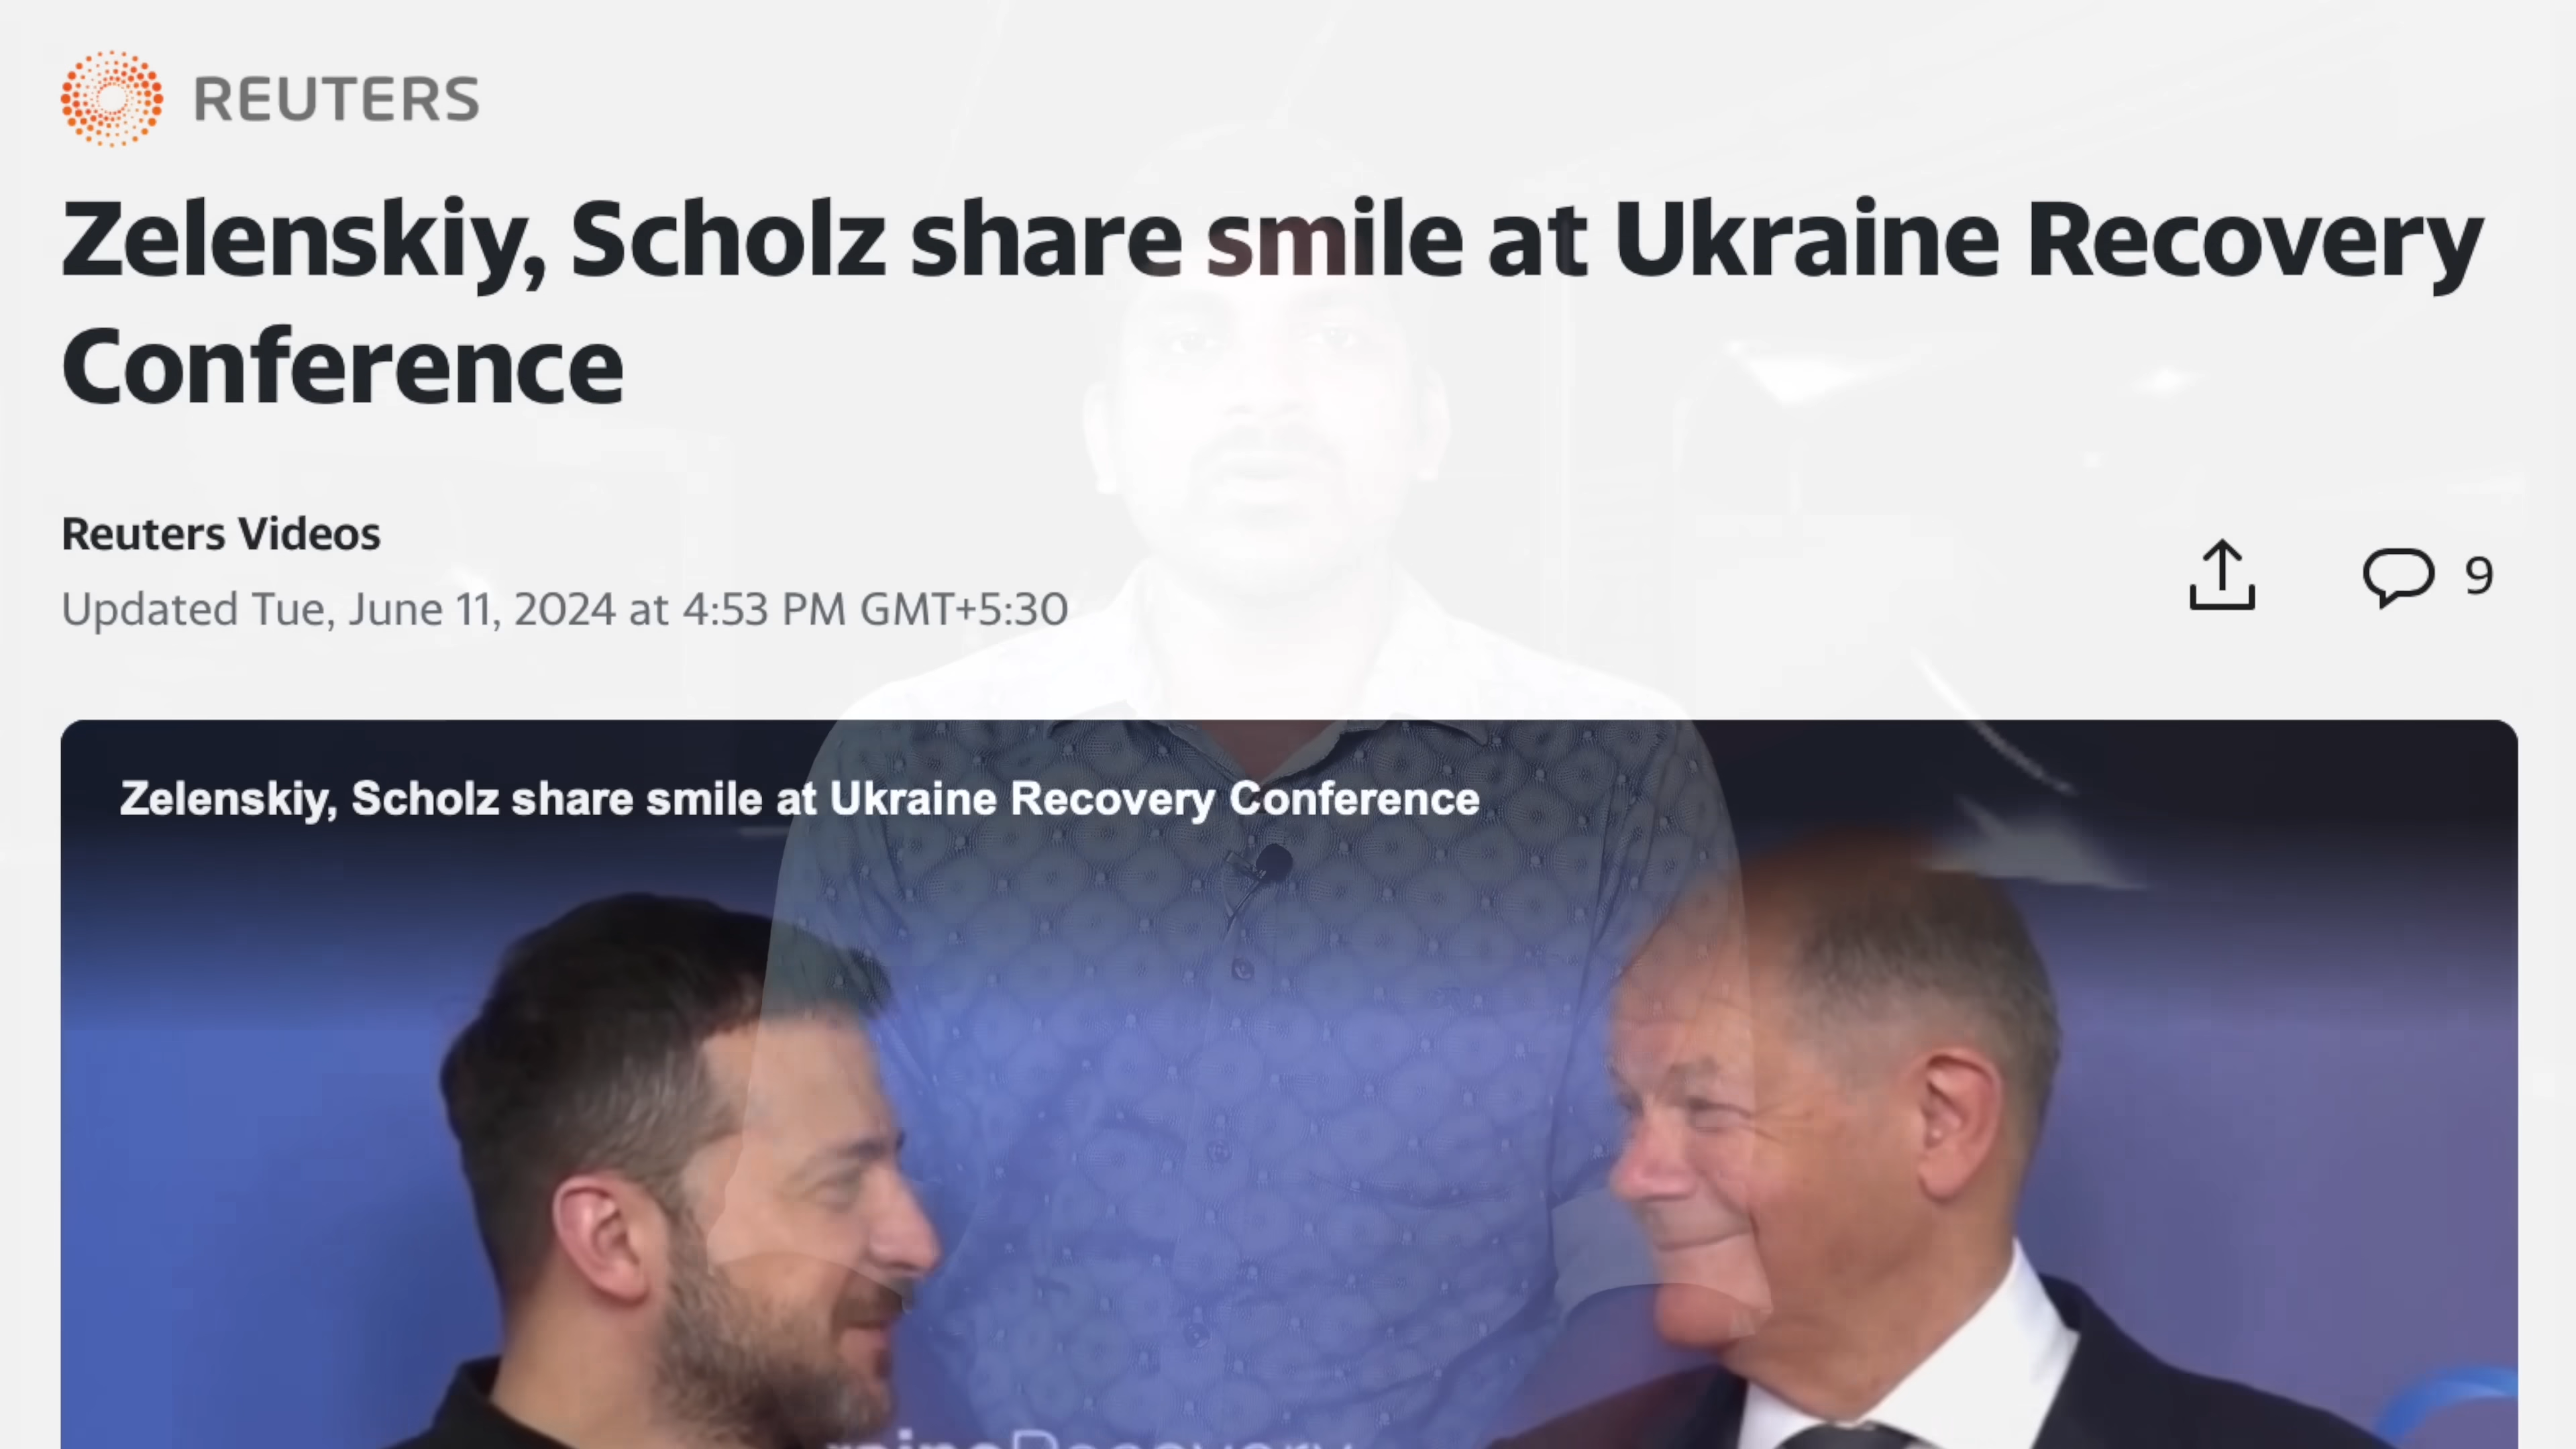 REUTERS
Zelenskiy, Scholz share smile at Ukraine Recovery
Conference
Reuters Videos
Updated Tue, June 11, 2024 at 4:53 PM GMT+5:30
9
Zelenskiy, Scholz share smile at Ukraine Recovery Conference
Recovery